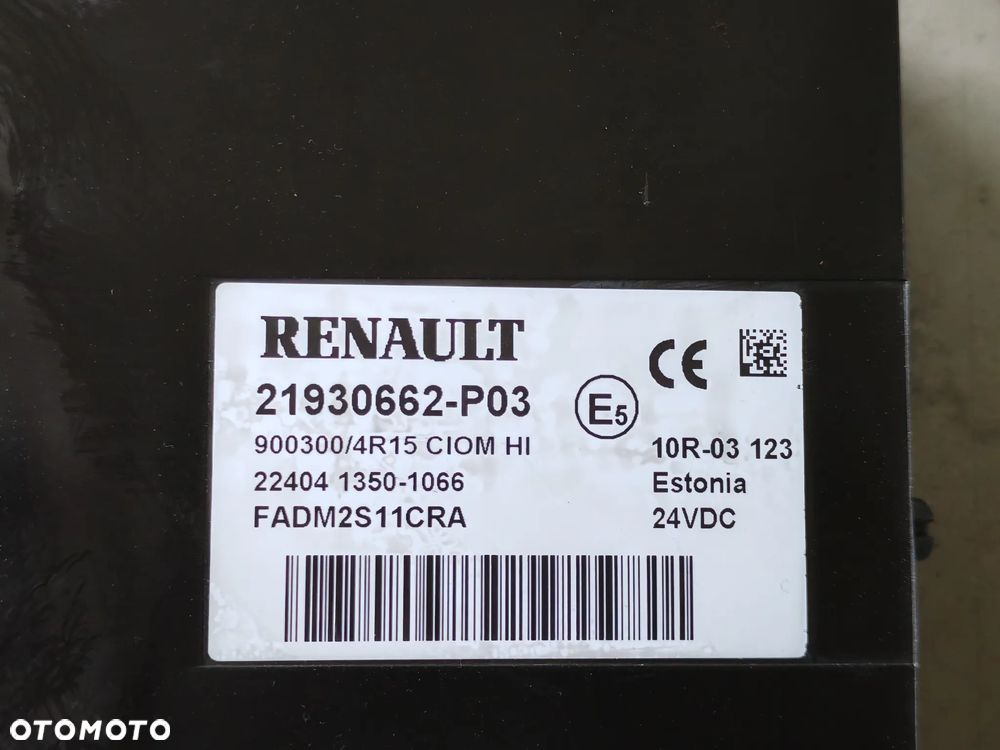 RENAULT
21930662-P03
E5
CE
900300/4R15 CIOM HI
10R-03 123
22404 1350-1066
Estonia
FADM2S11CRA
24VDC
OTOMOTO